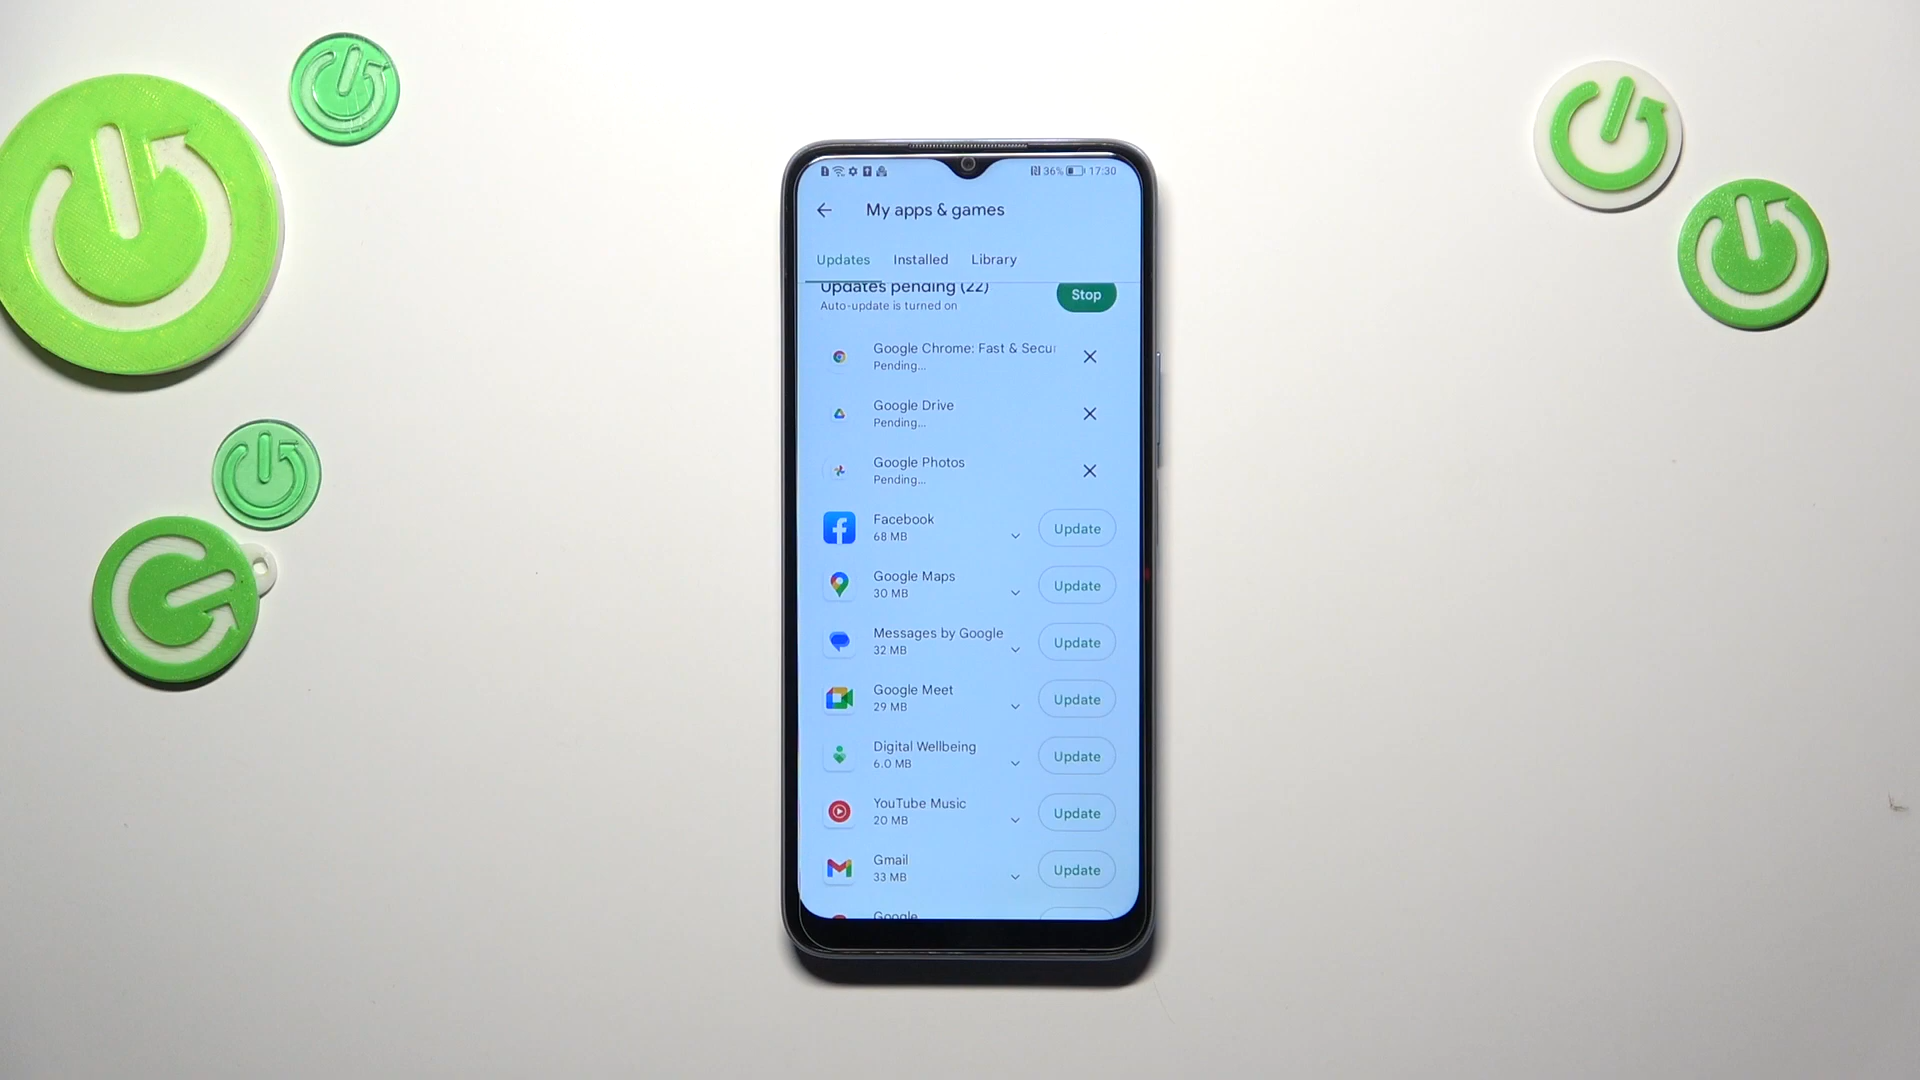 36% 17:30
My apps & games
Updates Installed Library
Updates pending (22)
Stop
Auto-update is turned on
Google Chrome: Fast & Secur
Pending...
Google Drive
Pending...
Google Photos
Pending...
Facebook
68 MB
Update
Google Maps
30 MB
Update
Messages by Google
32 MB
Update
Google Meet
29 MB
Update
Digital Wellbeing
6.0 MB
Update
YouTube Music
20 MB
Update
Gmail
33 MB
Update
Google